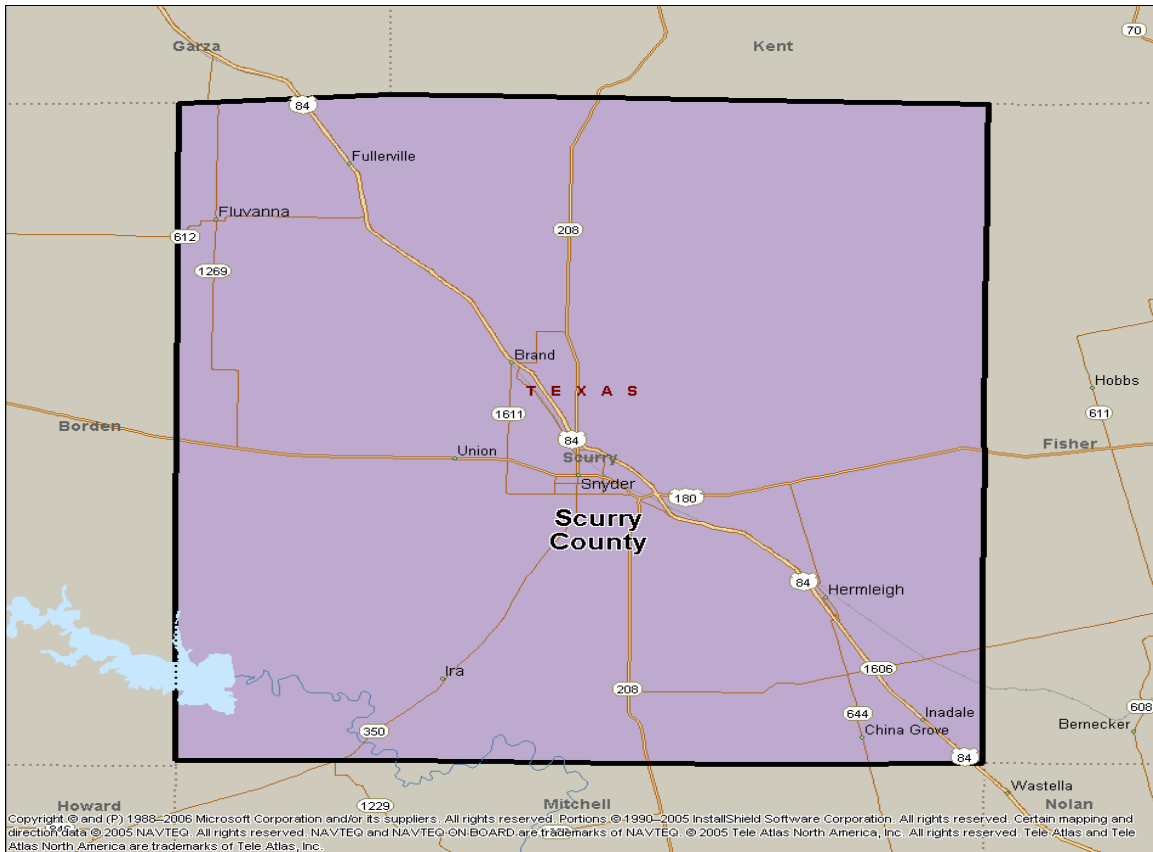 Garza
Kent
70
84
Fullerville
Fluvanna
208
612
1269
Brand
TEXAS
Hobbs
1611
611
Borden
84
Fisher
Union
Scurry
Snyder
180
Scurry
County
84
Hermleigh
Ira
1606
208
644
Inadale
608
350
China Grove
Bernecker
84
Wastella
Howard
1229
Mitchell
Nolan
Copyright © and (P) 1988–2006 Microsoft Corporation and/or its suppliers. All rights reserved. Portions © 1990–2005 InstallShield Software Corporation. All rights reserved. Certain mapping and
direction data © 2005 NAVTEQ. All rights reserved. NAVTEQ and NAVTEQ ON BOARD are trademarks of NAVTEQ. © 2005 Tele Atlas North America, Inc. All rights reserved. Tele Atlas and Tele
Atlas North America are trademarks of Tele Atlas, Inc.